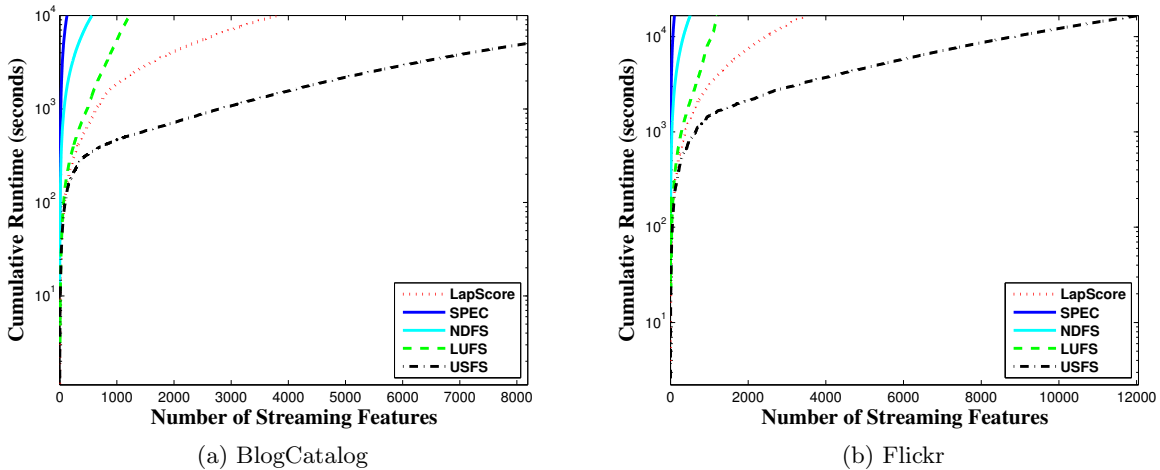 Cumulative Runtime (seconds)
10^4
10^3
10^2
10^1
0 1000 2000 3000 4000 5000 6000 7000 8000
Number of Streaming Features
LapScore
SPEC
NDFS
LUFS
USFS
(a) BlogCatalog
Cumulative Runtime (seconds)
10^4
10^3
10^2
10^1
0 2000 4000 6000 8000 10000 12000
Number of Streaming Features
LapScore
SPEC
NDFS
LUFS
USFS
(b) Flickr